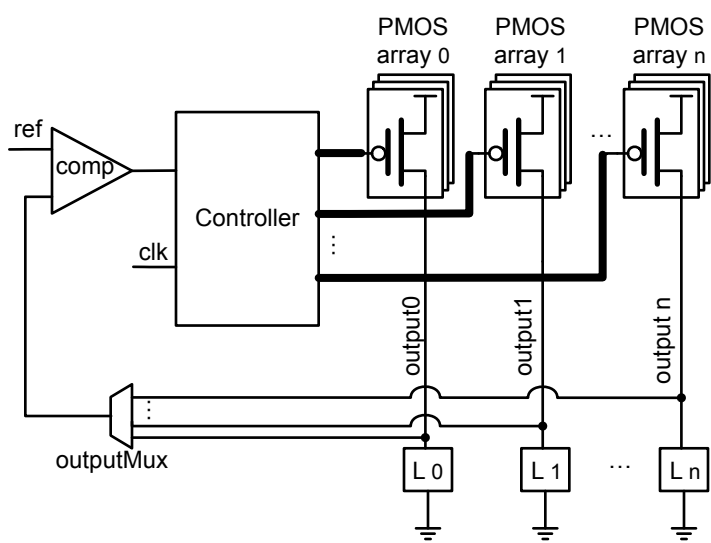 PMOS
array 0
PMOS
array 1
PMOS
array n
...
ref
comp
Controller
clk
...
output0
output1
output n
...
outputMux
L 0
L 1
...
L n